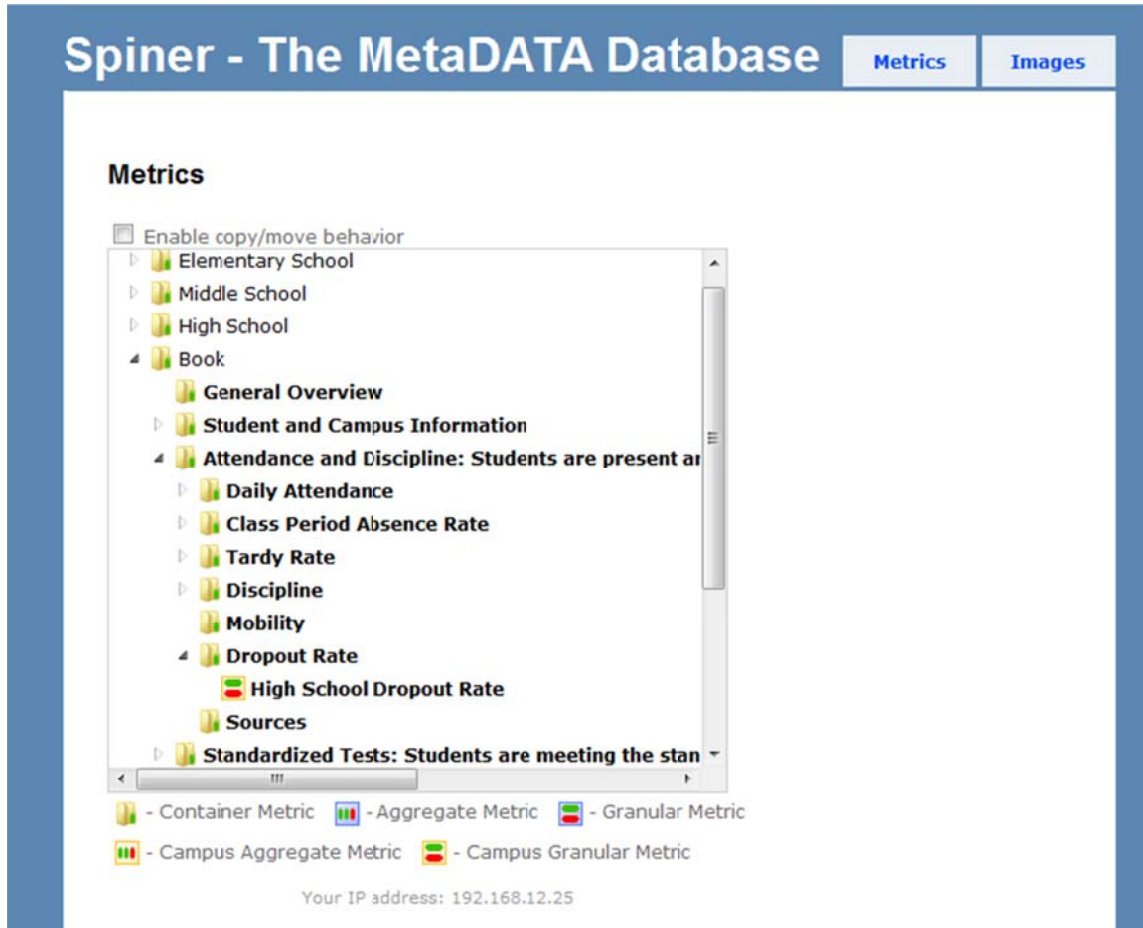 Spiner - The MetaDATA Database
Metrics
Images
Metrics
Enable copy/move behavior
Elementary School
Middle School
High School
Book
General Overview
Student and Campus Information
Attendance and Discipline: Students are present ar
Daily Attendance
Class Period Absence Rate
Tardy Rate
Discipline
Mobility
Dropout Rate
High School Dropout Rate
Sources
Standardized Tests: Students are meeting the stan
- Container Metric - Aggregate Metric - Granular Metric
- Campus Aggregate Metric - Campus Granular Metric
Your IP address: 192.168.12.25